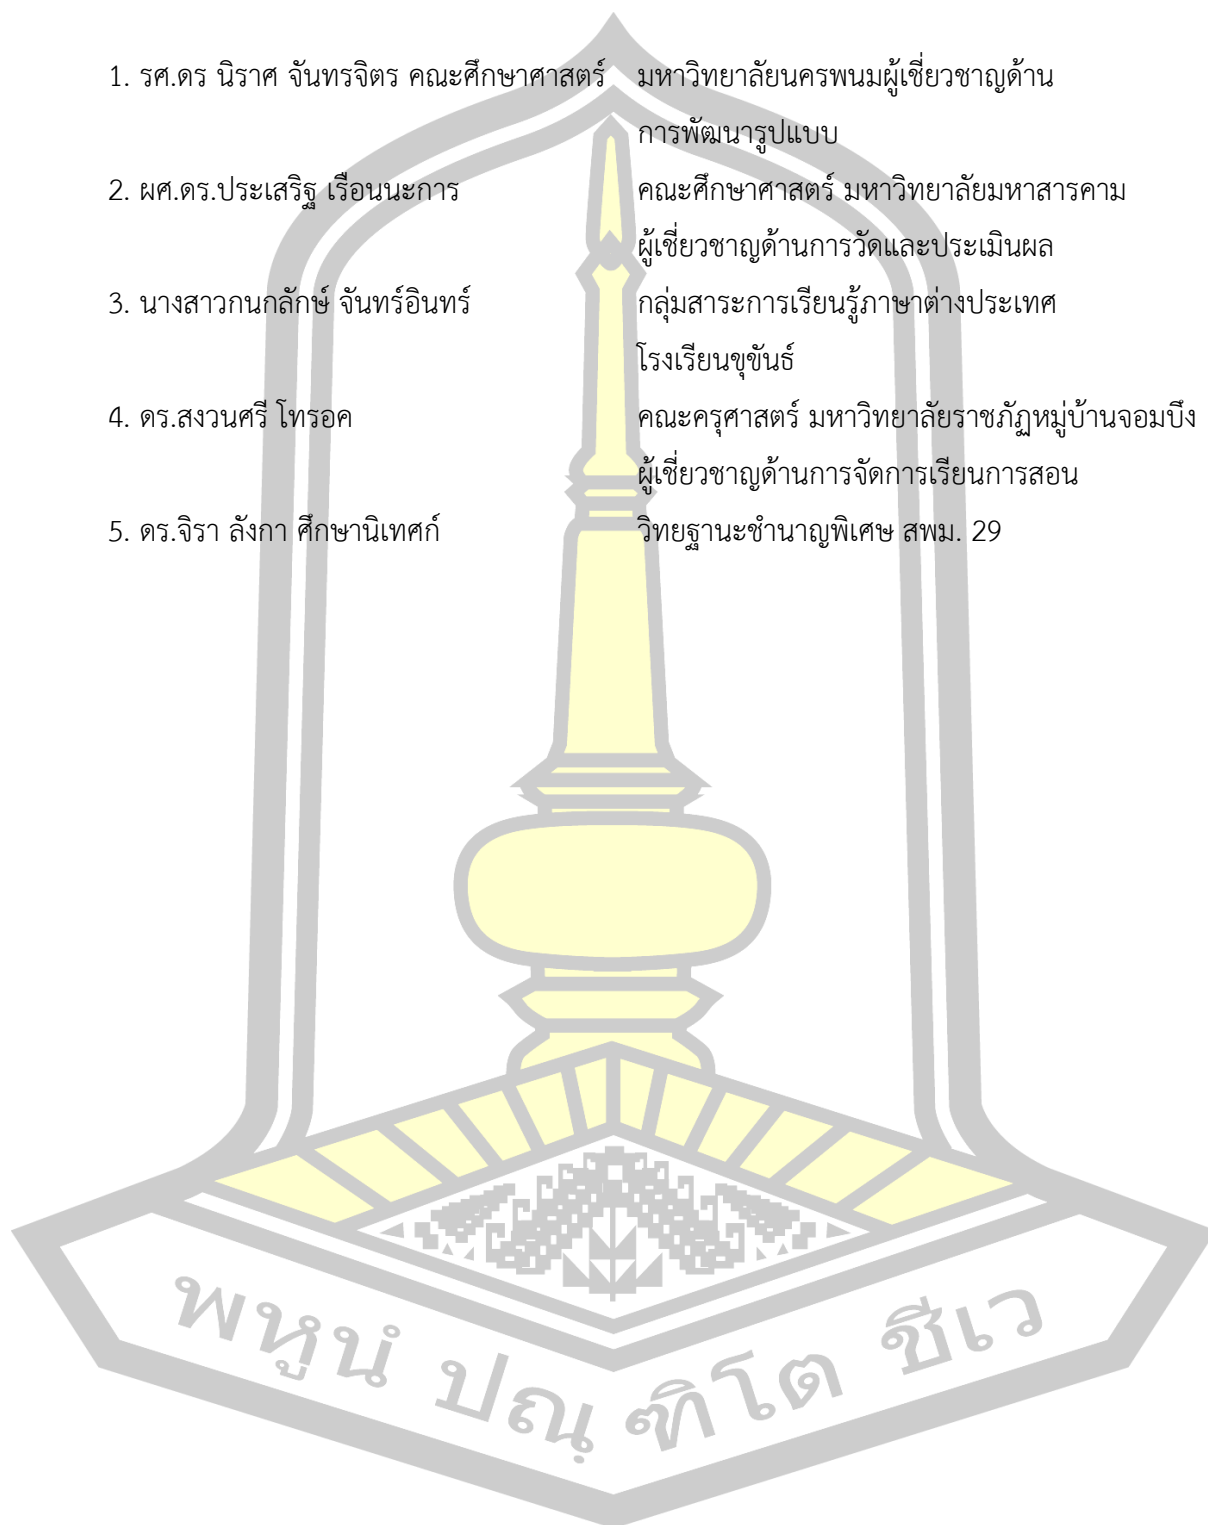 1. รศ.ดร นิราศ จันทรจิตร คณะศึกษาศาสตร์ มหาวิทยาลัยนครพนมผู้เชี่ยวชาญด้าน
การพัฒนารูปแบบ
2. ผศ.ดร.ประเสริฐ เรือนนะการ คณะศึกษาศาสตร์ มหาวิทยาลัยมหาสารคาม
ผู้เชี่ยวชาญด้านการวัดและประเมินผล
3. นางสาวกนกลักษ์ จันทร์อินทร์ กลุ่มสาระการเรียนรู้ภาษาต่างประเทศ
โรงเรียนขุขันธ์
4. ดร.สงวนศรี โทรอค คณะครุศาสตร์ มหาวิทยาลัยราชภัฏหมู่บ้านจอมบึง
ผู้เชี่ยวชาญด้านการจัดการเรียนการสอน
5. ดร.จิรา ลังกา ศึกษานิเทศก์ วิทยฐานะชำนาญพิเศษ สพม. 29
พหูนํ ปณฺฑิโต ชีเว